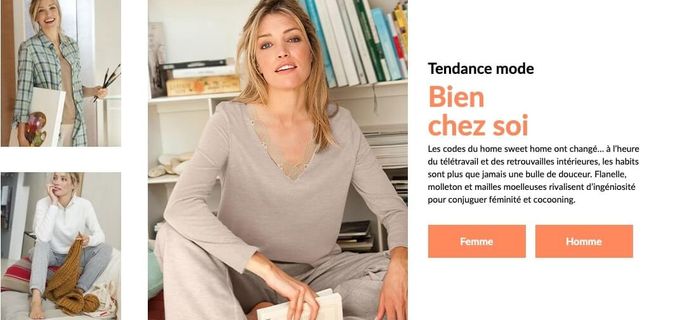 Tendance mode
Bien
chez soi
Les codes du home sweet home ont changé... à l'heure
du télétravail et des retrouvailles intérieures, les habits
sont plus que jamais une bulle de douceur. Flanelle,
molleton et mailles moelleuses rivalisent d'ingéniosité
pour conjuguer féminité et cocooning.
Femme
Homme